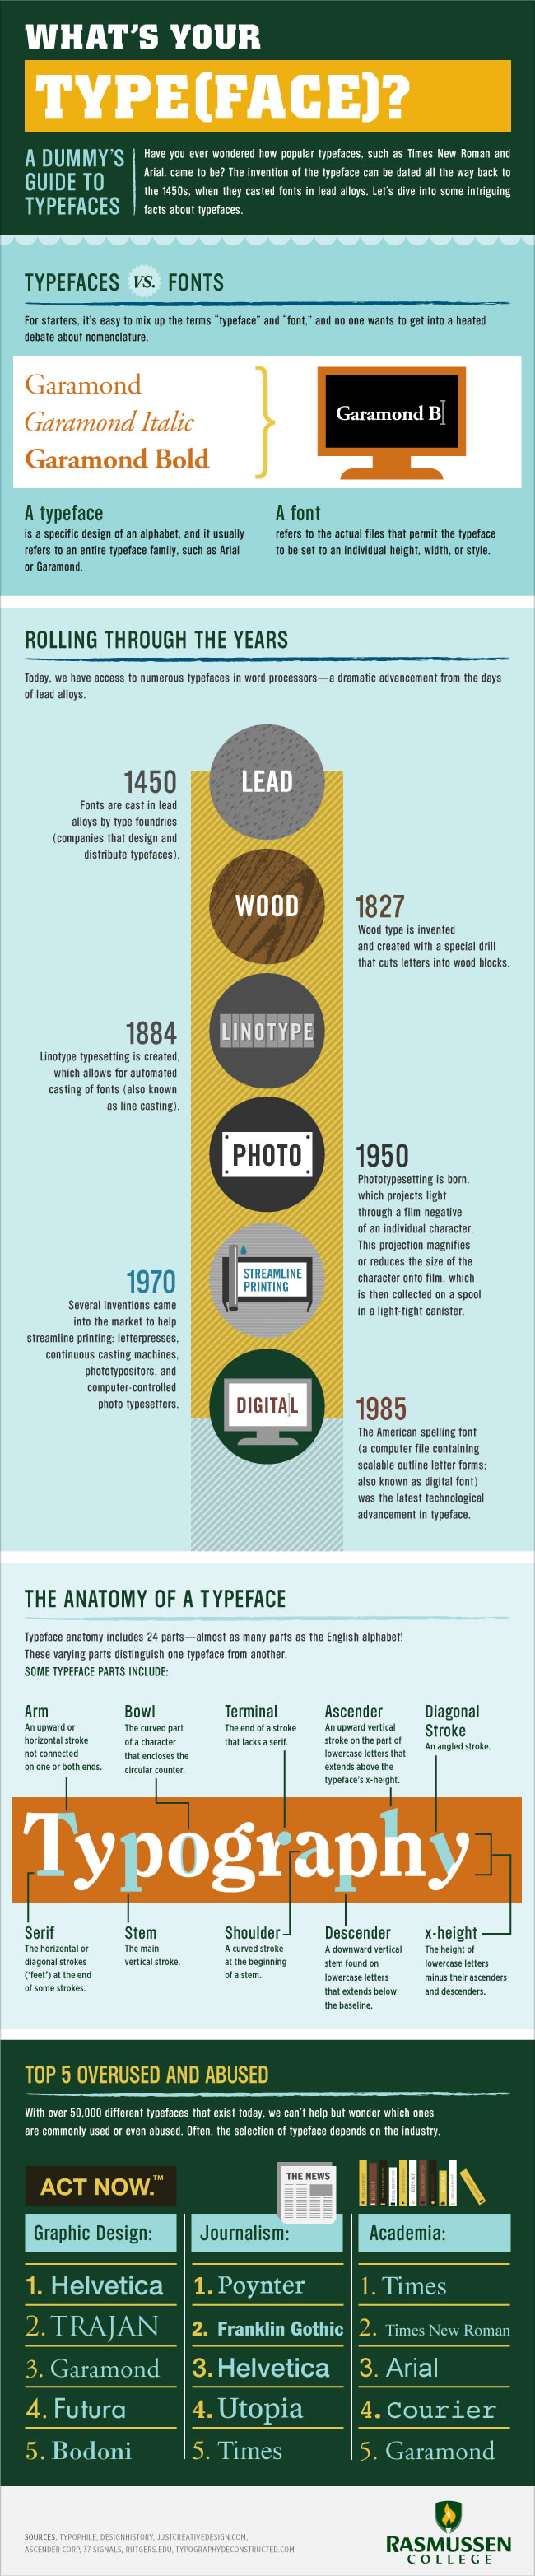 WHAT'S YOUR
TYPE(FACE)?
A DUMMY'S
GUIDE TO
TYPEFACES
Have you ever wondered how popular typefaces, such as Times New Roman and
Arial, came to be? The invention of the typeface can be dated all the way back to
the 1450s, when they casted fonts in lead alloys. Let's dive into some intriguing
facts about typefaces.
TYPEFACES VS. FONTS
For starters, it's easy to mix up the terms "typeface" and "font," and no one wants to get into a heated
debate about nomenclature.
Garamond
Garamond Italic
Garamond Bold
Garamond B
A typeface
is a specific design of an alphabet, and it usually
refers to an entire typeface family, such as Arial
or Garamond.
A font
refers to the actual files that permit the typeface
to be set to an individual height, width, or style.
ROLLING THROUGH THE YEARS
Today, we have access to numerous typefaces in word processors—a dramatic advancement from the days
of lead alloys.
LEAD
1450
Fonts are cast in lead
alloys by type foundries
(companies that design and
distribute typefaces).
WOOD
1827
Wood type is invented
and created with a special drill
that cuts letters into wood blocks.
LINOTYPE
1884
Linotype typesetting is created,
which allows for automated
casting of fonts (also known
as line casting).
PHOTO
1950
Phototypesetting is born,
which projects light
through a film negative
of an individual character.
This projection magnifies
or reduces the size of the
character onto film, which
is then collected on a spool
in a light-tight canister.
STREAMLINE
PRINTING
1970
Several inventions came
into the market to help
streamline printing: letterpresses,
continuous casting machines,
phototypositors, and
computer-controlled
photo typesetters.
DIGITAL
1985
The American spelling font
(a computer file containing
scalable outline letter forms;
also known as digital font)
was the latest technological
advancement in typeface.
THE ANATOMY OF A TYPEFACE
Typeface anatomy includes 24 parts—almost as many parts as the English alphabet!
These varying parts distinguish one typeface from another.
SOME TYPEFACE PARTS INCLUDE:
Arm
An upward or
horizontal stroke
not connected
on one or both ends.
Bowl
The curved part
of a character
that encloses the
circular counter.
Terminal
The end of a stroke
that lacks a serif.
Ascender
An upward vertical
stroke on the part of
lowercase letters that
extends above the
typeface's x-height.
Diagonal
Stroke
An angled stroke.
Typography
Serif
The horizontal or
diagonal strokes
('feet') at the end
of some strokes.
Stem
The main
vertical stroke.
Shoulder
A curved stroke
at the beginning
of a stem.
Descender
A downward vertical
stem found on
lowercase letters
that extends below
the baseline.
x-height
The height of
lowercase letters
minus their ascenders
and descenders.
TOP 5 OVERUSED AND ABUSED
With over 50,000 different typefaces that exist today, we can't help but wonder which ones
are commonly used or even abused. Often, the selection of typeface depends on the industry.
ACT NOW.™
Graphic Design:
1. Helvetica
2. TRAJAN
3. Garamond
4. Futura
5. Bodoni
THE NEWS
Journalism:
1. Poynter
2. Franklin Gothic
3. Helvetica
4. Utopia
5. Times
Academia:
1. Times
2. Times New Roman
3. Arial
4. Courier
5. Garamond
SOURCES: TYPOPHILE, DESIGNHISTORY, JUSTCREATIVEDESIGN.COM,
ASCENDER CORP, 37 SIGNALS, RUTGERS.EDU, TYPOGRAPHYDECONSTRUCTED.COM
RASMUSSEN
COLLEGE